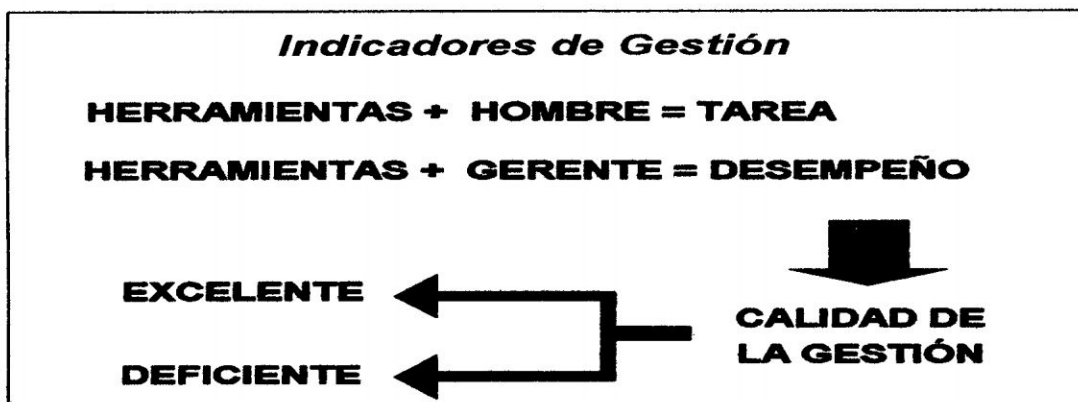 Indicadores de Gestión
HERRAMIENTAS + HOMBRE = TAREA
HERRAMIENTAS + GERENTE = DESEMPEÑO
EXCELENTE
DEFICIENTE
CALIDAD DE
LA GESTIÓN